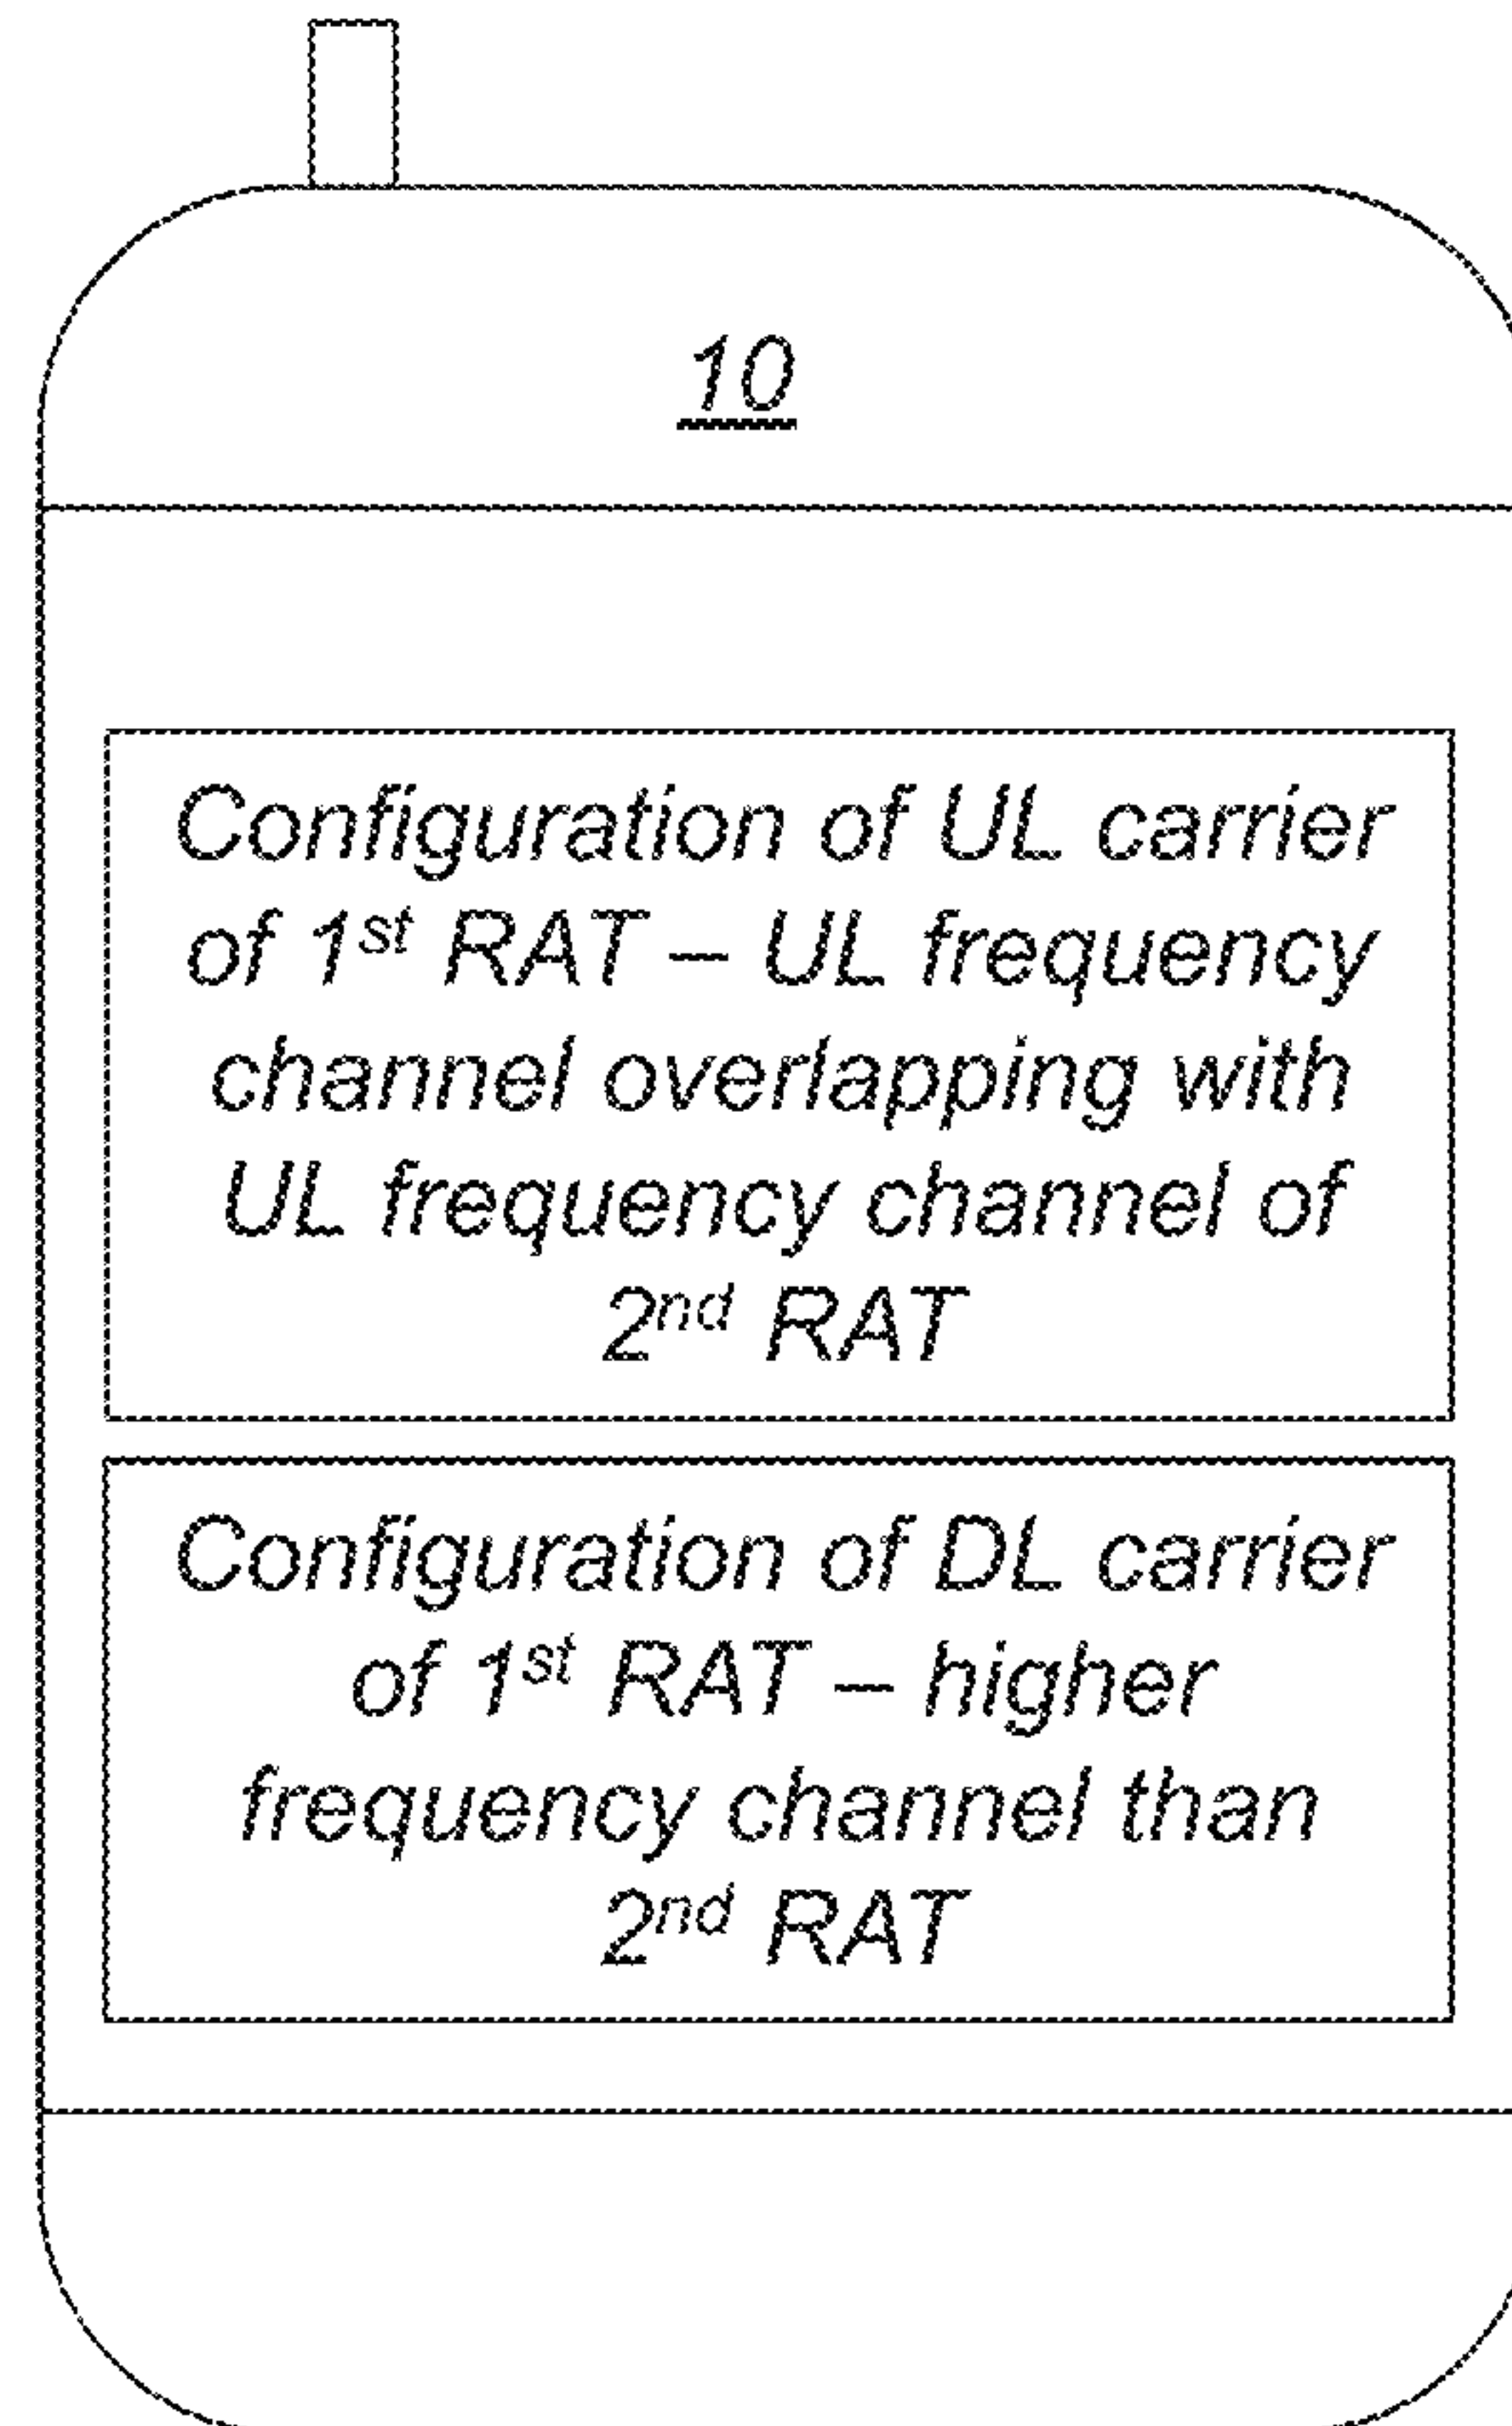 10
Configuration of UL carrier
of 1st RAT – UL frequency
channel overlapping with
UL frequency channel of
2nd RAT
Configuration of DL carrier
of 1st RAT – higher
frequency channel than
2nd RAT